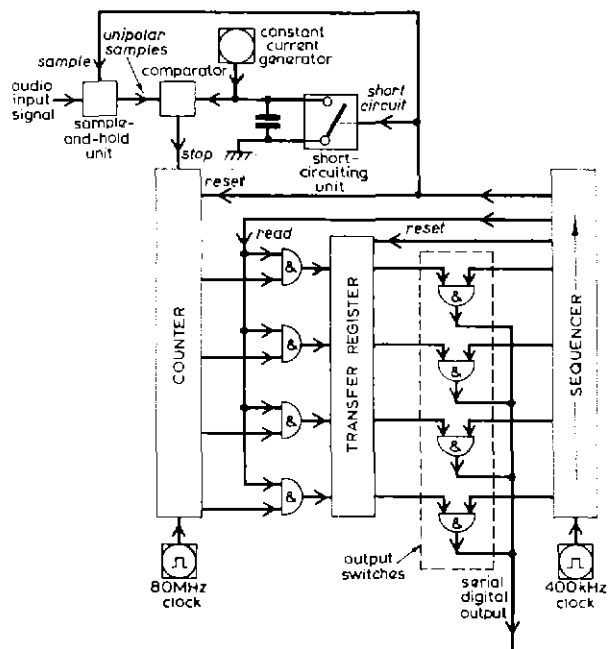 unipolar
samples
sample
comparator
constant
current
generator
audio
input
signal
sample-
and-hold
unit
short
circuit
stop
short-
circuiting
unit
reset
read
reset
&
&
&
&
&
&
&
&
COUNTER
TRANSFER REGISTER
SEQUENCER
80MHz
clock
output
switches
serial
digital
output
400kHz
clock